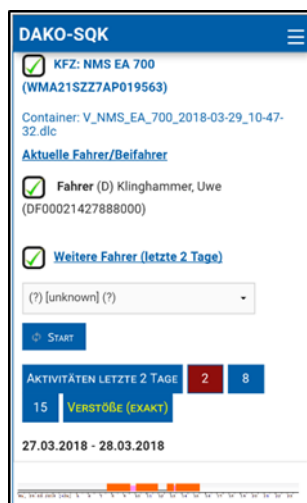 DAKO-SQK
KFZ: NMS EA 700
(WMA21SZZ7AP019563)
Container: V_NMS_EA_700_2018-03-29_10-47-
32.dlc
Aktuelle Fahrer/Beifahrer
Fahrer (D) Klinghammer, Uwe
(DF00021427888000)
Weitere Fahrer (letzte 2 Tage)
(?) [unknown] (?)
START
AKTIVITÄTEN LETZTE 2 TAGE 2 8
15 VERSTÖßE (EXAKT)
27.03.2018 - 28.03.2018